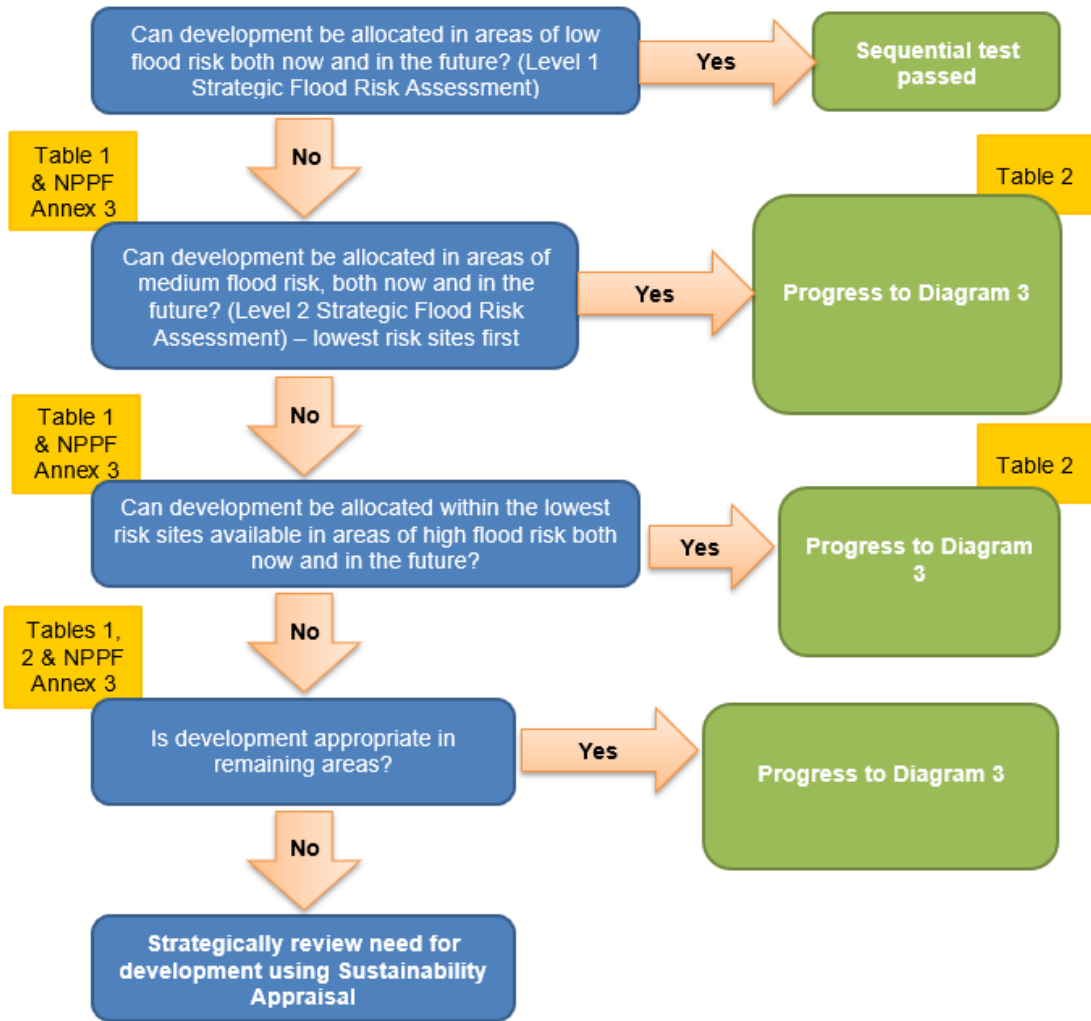 Can development be allocated in areas of low
flood risk both now and in the future? (Level 1
Strategic Flood Risk Assessment)
Yes
Sequential test
passed
No
Table 1
& NPPF
Annex 3
Table 2
Can development be allocated in areas of
medium flood risk, both now and in the
future? (Level 2 Strategic Flood Risk
Assessment) – lowest risk sites first
Yes
Progress to Diagram 3
No
Table 1
& NPPF
Annex 3
Table 2
Can development be allocated within the lowest
risk sites available in areas of high flood risk both
now and in the future?
Yes
Progress to Diagram
3
No
Tables 1,
2 & NPPF
Annex 3
Is development appropriate in
remaining areas?
Yes
Progress to Diagram 3
No
Strategically review need for
development using Sustainability
Appraisal